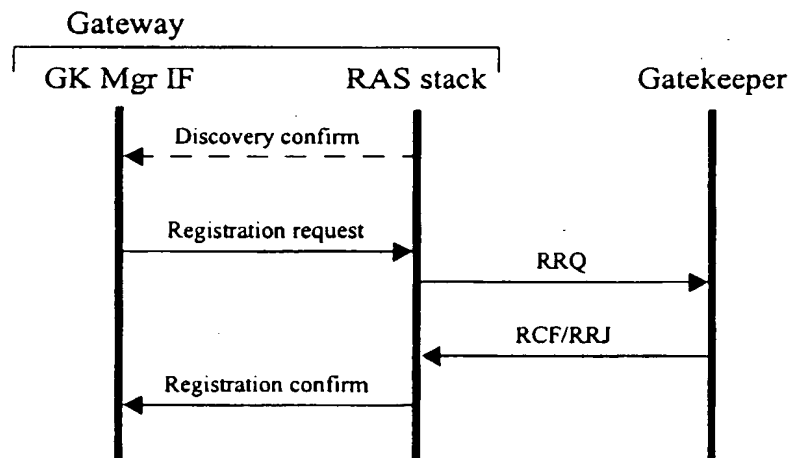 Gateway
GK Mgr IF RAS stack Gatekeeper
Discovery confirm
Registration request
RRQ
RCF/RRJ
Registration confirm